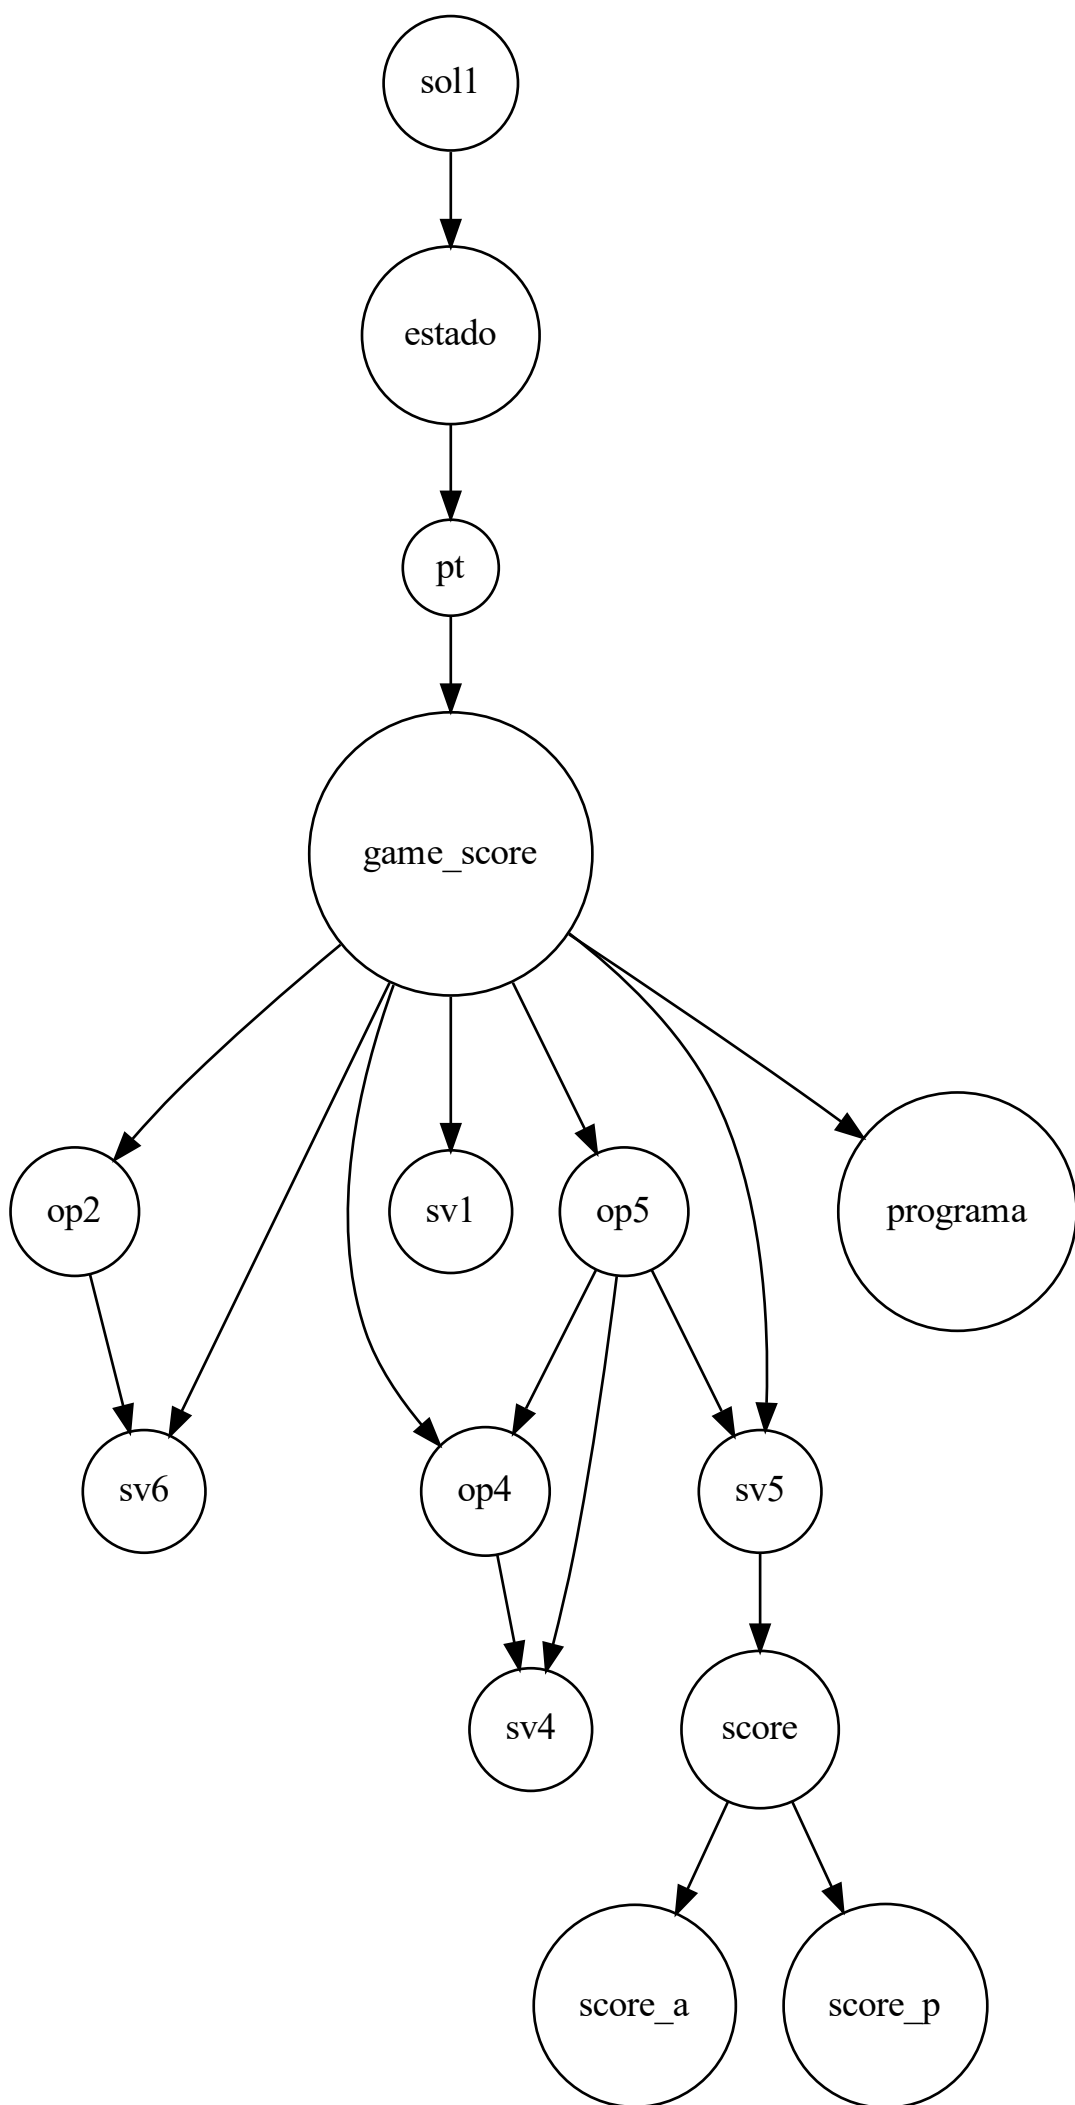 sol1
estado
pt
game_score
op2
sv1
op5
programa
sv6
op4
sv5
sv4
score
score_a
score_p